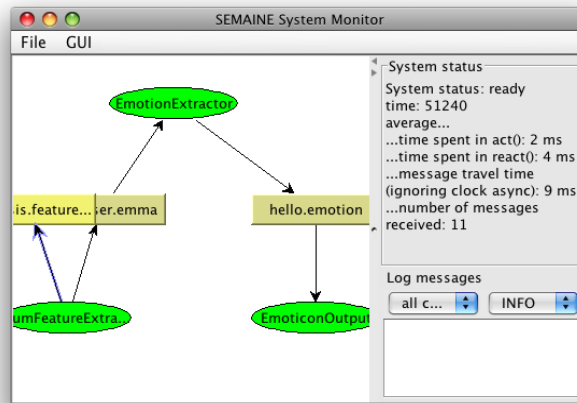 SEMAINE System Monitor
File GUI
EmotionExtractor
is.feature... ser.emma
hello.emotion
umFeatureExtra...
EmoticonOutput
System status
System status: ready
time: 51240
average...
...time spent in act(): 2 ms
...time spent in react(): 4 ms
...message travel time
(ignoring clock async): 9 ms
...number of messages
received: 11
Log messages
all c... INFO